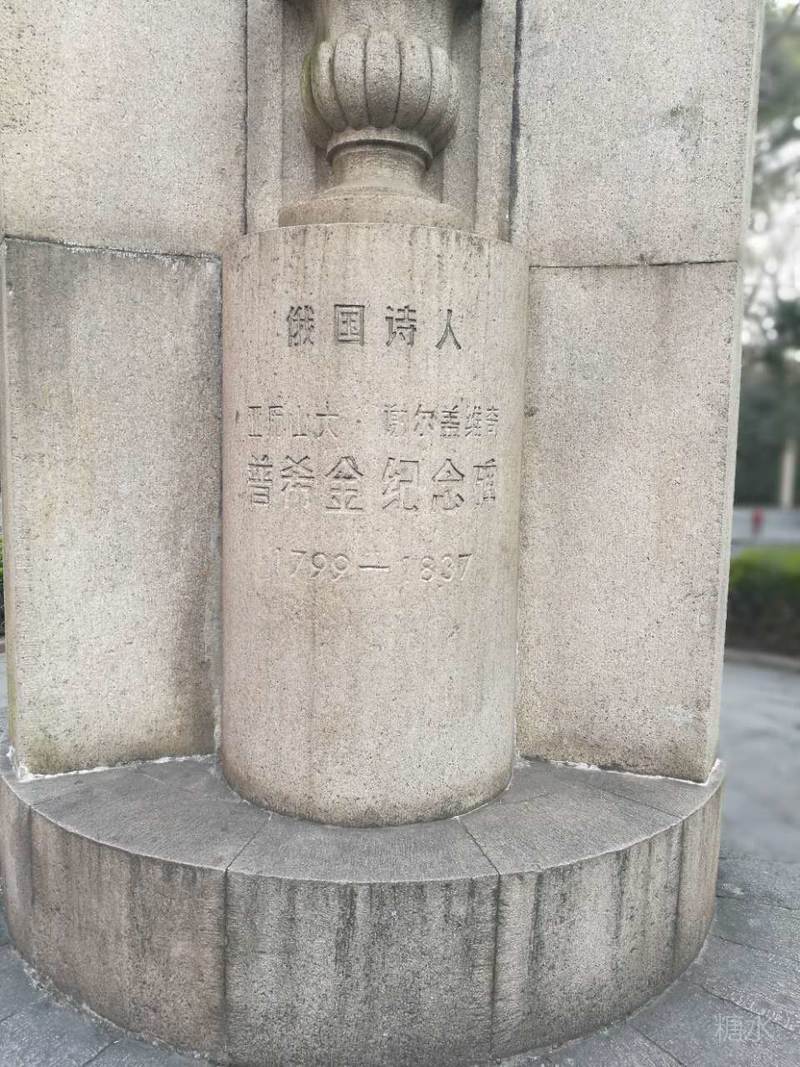 俄国诗人
亚历山大·谢尔盖维奇
普希金纪念碑
1799—1837
糖水